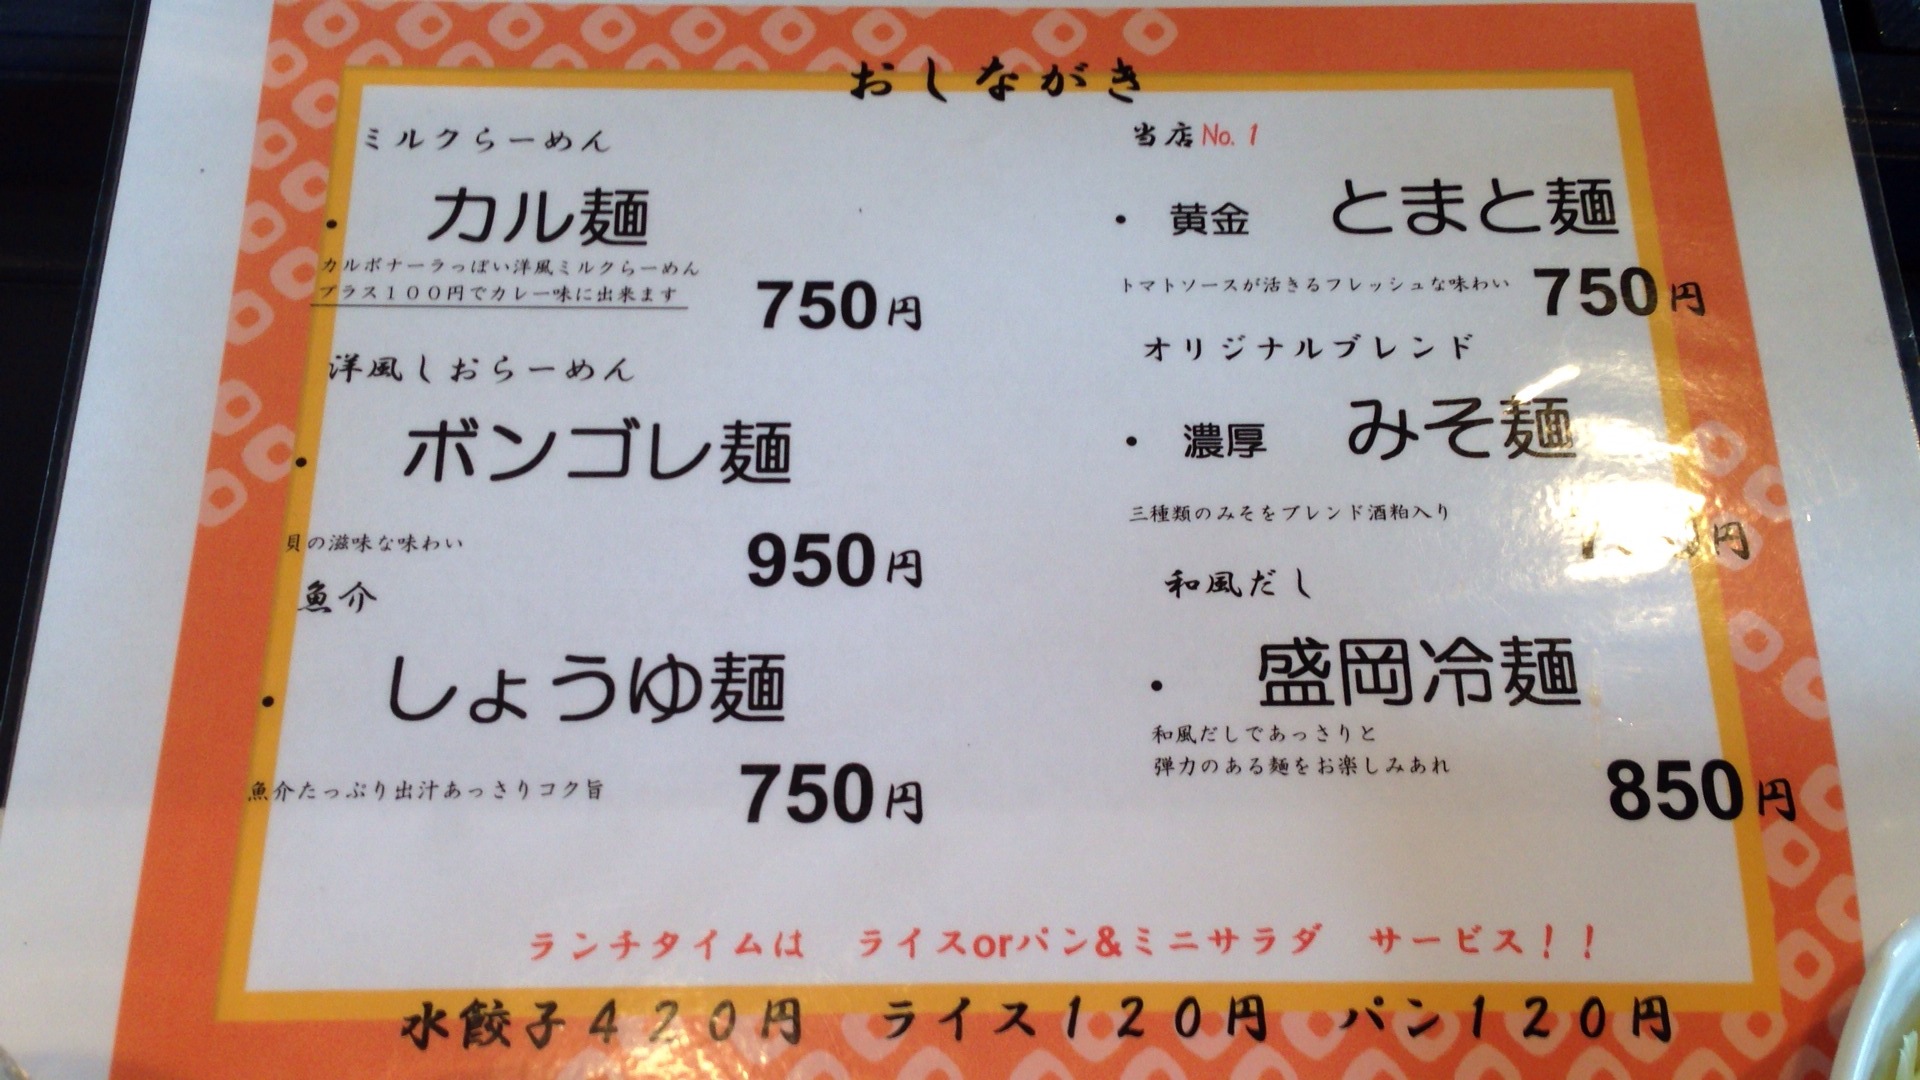 おしながき
ミルクらーめん
・ カル麺
カルボナーラっぽい洋風ミルクらーめん
プラス１００円でカレー味に出来ます
750円
洋風しおらーめん
・ ボンゴレ麺
貝の滋味な味わい
950円
魚介
・ しょうゆ麺
魚介たっぷり出汁あっさりコク旨
750円
当店No. 1
・ 黄金 とまと麺
トマトソースが活きるフレッシュな味わい
750円
オリジナルブレンド
・ 濃厚 みそ麺
三種類のみそをブレンド酒粕入り
円
和風だし
・ 盛岡冷麺
和風だしであっさりと
弾力のある麺をお楽しみあれ
850円
ランチタイムは ライスorパン&ミニサラダ サービス！！
水餃子４２０円 ライス１２０円 パン１２０円